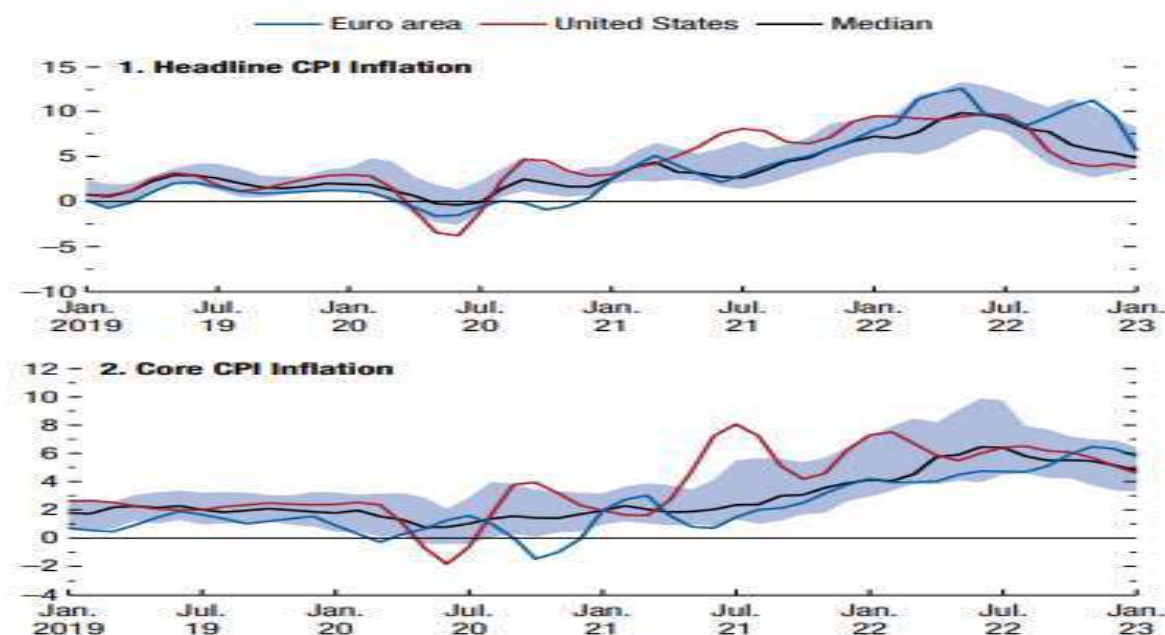 Euro area United States Median
1. Headline CPI Inflation
15
10
5
0
−5
−10
Jan. Jul. Jan. Jul. Jan. Jul. Jan. Jul. Jan.
2019 19 20 20 21 21 22 22 23
2. Core CPI Inflation
12
10
8
6
4
2
0
−2
−4
Jan. Jul. Jan. Jul. Jan. Jul. Jan. Jul. Jan.
2019 19 20 20 21 21 22 22 23